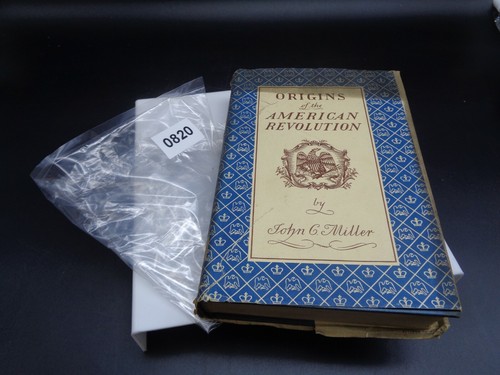 ORIGINS
of the
AMERICAN
REVOLUTION
by
John C. Miller
0820